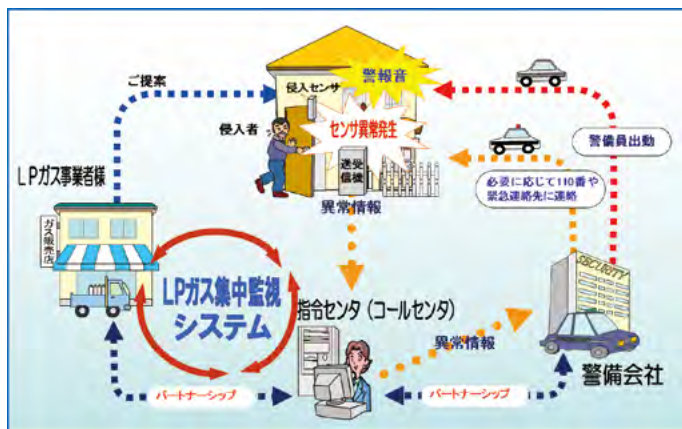 ご提案
警報音
侵入センサ
侵入者
センサ異常発生
送受
信機
警備員出動
必要に応じて110番や
緊急連絡先に連絡
LPガス事業者様
異常情報
ガス販売店
SECURITY
LPガス集中監視
システム
指令センタ（コールセンタ）
異常情報
警備会社
パートナーシップ
パートナーシップ